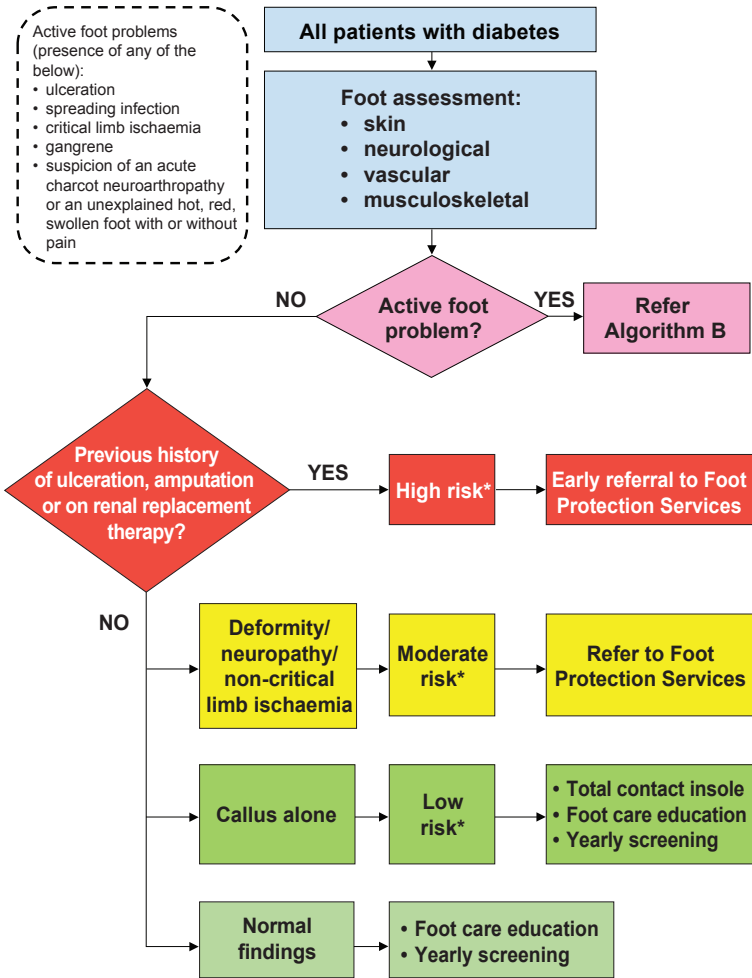 Active foot problems
(presence of any of the
below):
• ulceration
• spreading infection
• critical limb ischaemia
• gangrene
• suspicion of an acute
charcot neuroarthropathy
or an unexplained hot, red,
swollen foot with or without
pain
All patients with diabetes
Foot assessment:
• skin
• neurological
• vascular
• musculoskeletal
NO
Active foot
problem?
YES
Refer
Algorithm B
Previous history
of ulceration, amputation
or on renal replacement
therapy?
YES
High risk*
Early referral to Foot
Protection Services
NO
Deformity/
neuropathy/
non-critical
limb ischaemia
Moderate
risk*
Refer to Foot
Protection Services
Callus alone
Low
risk*
• Total contact insole
• Foot care education
• Yearly screening
Normal
findings
• Foot care education
• Yearly screening